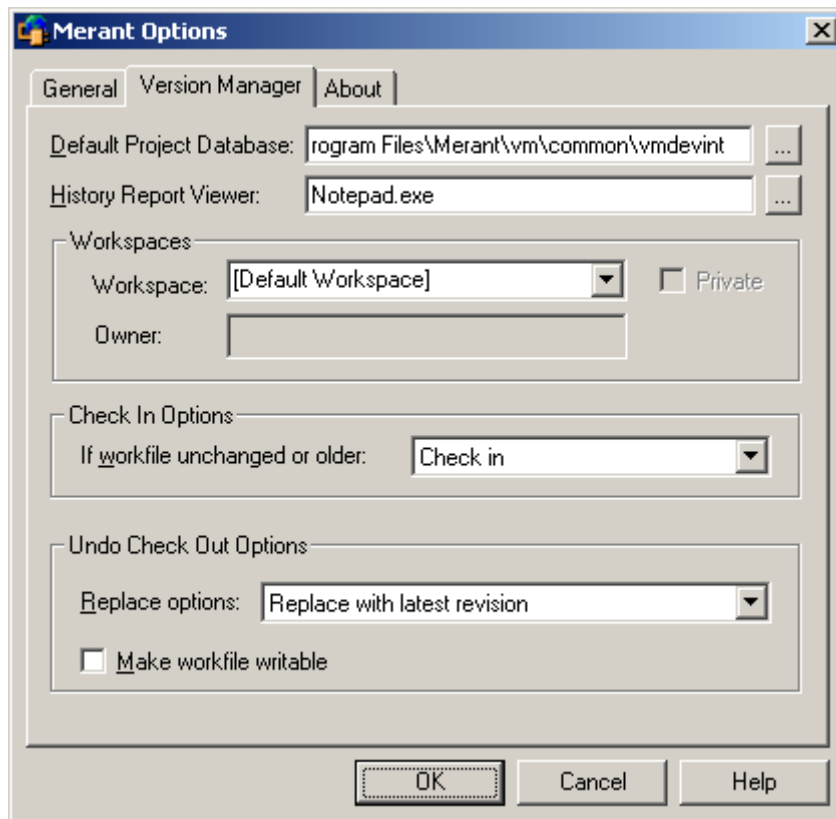 Merant Options
General Version Manager About
Default Project Database: rogram Files\Merant\vm\common\vmdevint ...
History Report Viewer: Notepad.exe ...
Workspaces
Workspace: [Default Workspace] Private
Owner:
Check In Options
If workfile unchanged or older: Check in
Undo Check Out Options
Replace options: Replace with latest revision
Make workfile writable
OK Cancel Help